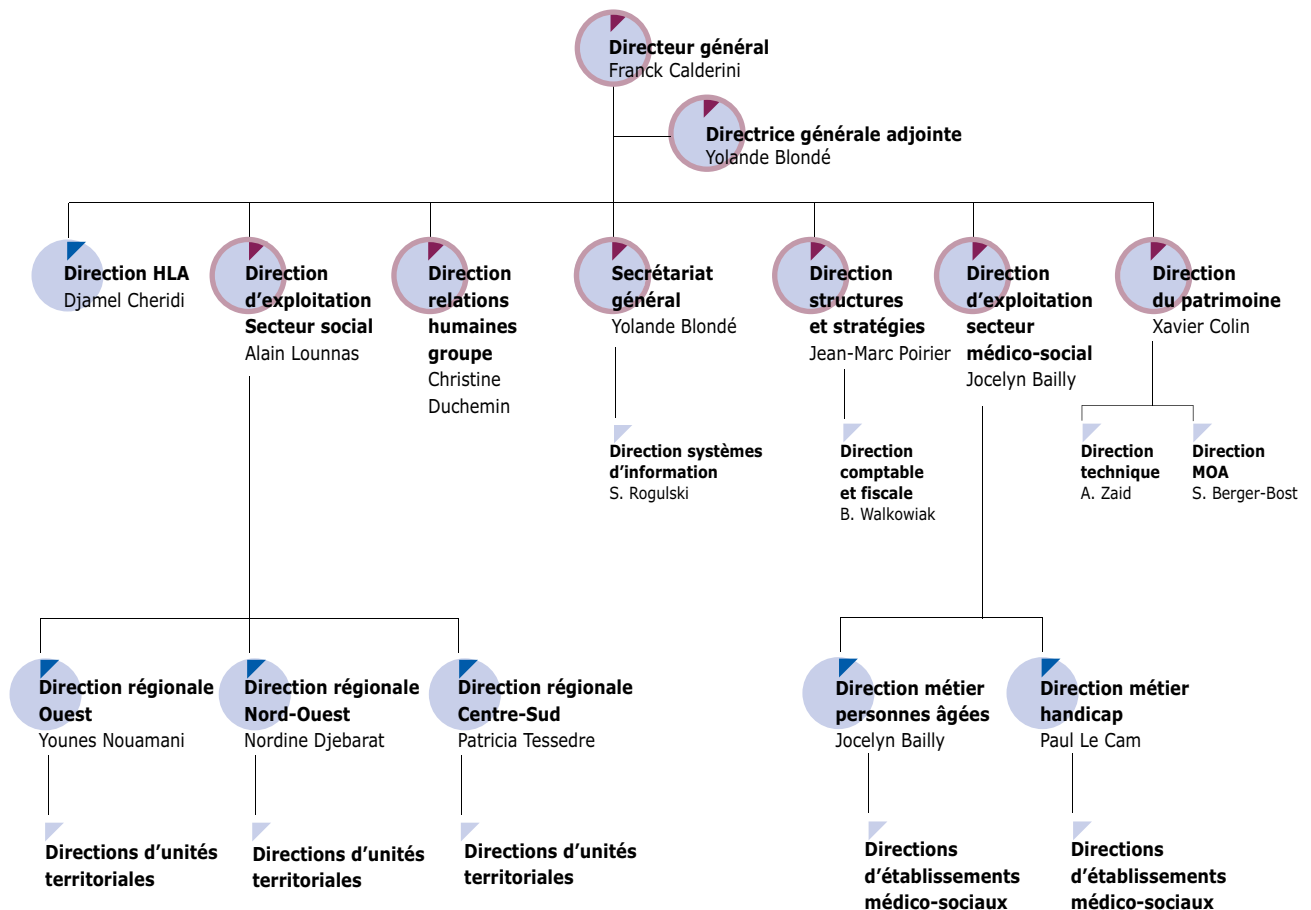 Directeur général
Franck Calderini
Directrice générale adjointe
Yolande Blondé
Direction HLA
Djamel Cheridi
Direction
d’exploitation
Secteur social
Alain Lounnas
Direction
relations
humaines
groupe
Christine
Duchemin
Secrétariat
général
Yolande Blondé
Direction
structures
et stratégies
Jean-Marc Poirier
Direction
d’exploitation
secteur
médico-social
Jocelyn Bailly
Direction
du patrimoine
Xavier Colin
Direction systèmes
d’information
S. Rogulski
Direction
comptable
et fiscale
B. Walkowiak
Direction
technique
A. Zaid
Direction
MOA
S. Berger-Bost
Direction régionale
Ouest
Younes Nouamani
Direction régionale
Nord-Ouest
Nordine Djebarat
Direction régionale
Centre-Sud
Patricia Tessedre
Direction métier
personnes âgées
Jocelyn Bailly
Direction métier
handicap
Paul Le Cam
Directions d’unités
territoriales
Directions d’unités
territoriales
Directions d’unités
territoriales
Directions
d’établissements
médico-sociaux
Directions
d’établissements
médico-sociaux